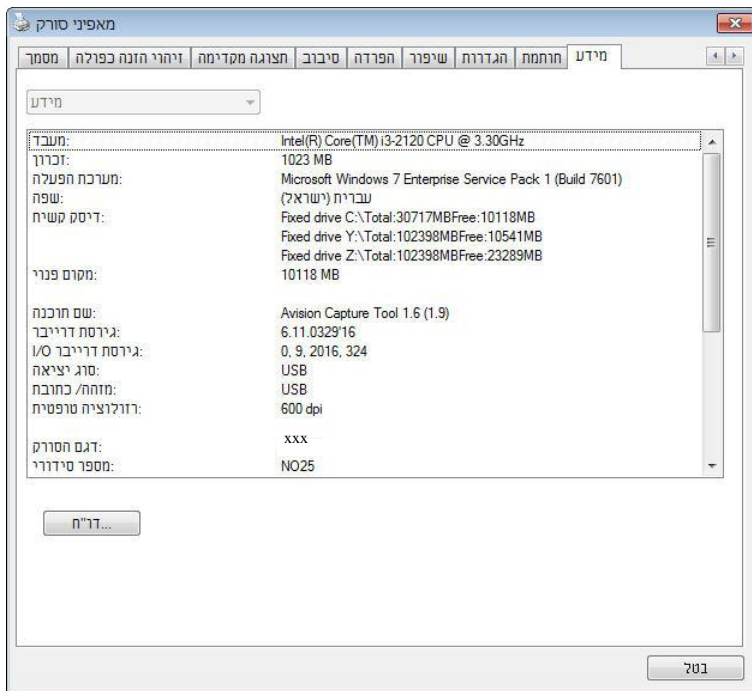 מאפיני סורק
מסמך זיהוי הזנה כפולה תצוגה מקדימה סיבוב הפרדה שיפור הגדרות חותמת מידע
מידע
מעבד: Intel(R) Core(TM) i3-2120 CPU @ 3.30GHz
זכרון: 1023 MB
מערכת הפעלה: Microsoft Windows 7 Enterprise Service Pack 1 (Build 7601)
שפה: עברית (ישראל)
דיסק קשיח: Fixed drive C:\Total:30717MBFree:10118MB
Fixed drive Y:\Total:102398MBFree:10541MB
Fixed drive Z:\Total:102398MBFree:23289MB
מקום פנוי: 10118 MB
שם תוכנה: Avision Capture Tool 1.6 (1.9)
גירסת דרייבר: 6.11.0329'16
גירסת דרייבר I/O: 0, 9, 2016, 324
סוג יציאה: USB
מזהה/ כתובת: USB
רזולוציה טופטית: 600 dpi
דגם הסורק: xxx
מספר סידורי: NO25
דר"ח...
בטל